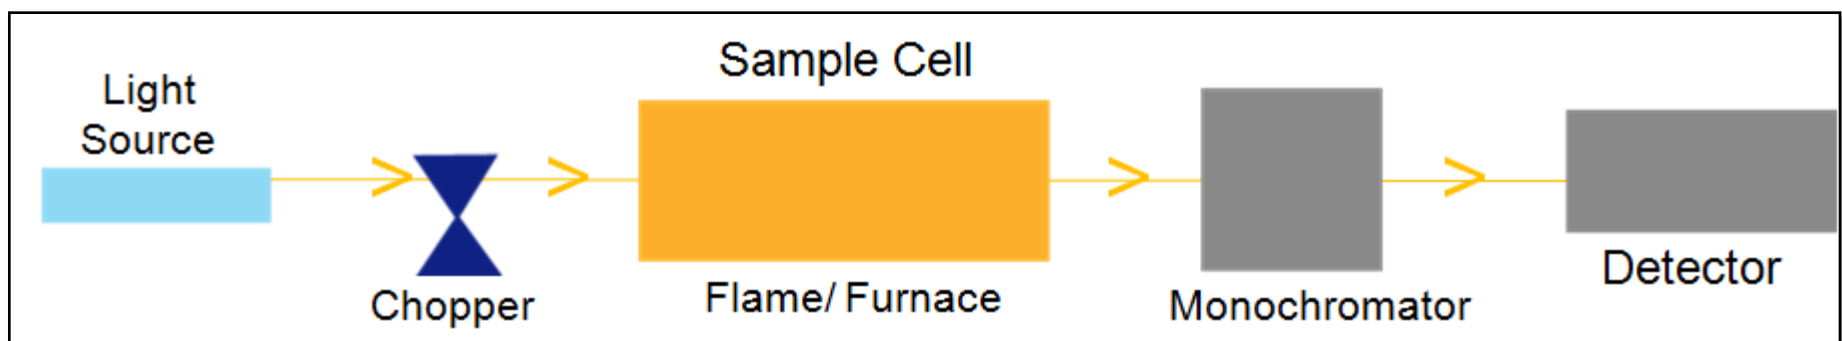 Light
Source
Chopper
Sample Cell
Flame/ Furnace
Monochromator
Detector